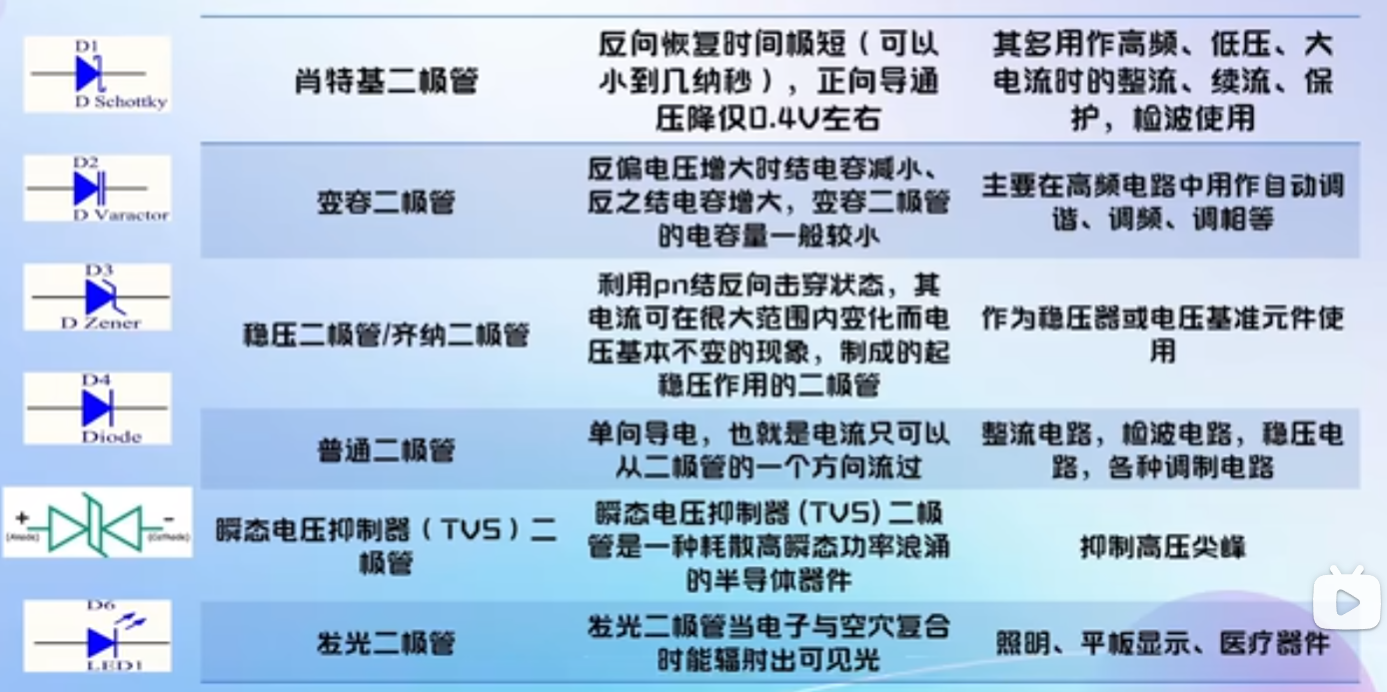 D1
D Schottky
肖特基二极管
反向恢复时间极短（可以
小到几纳秒），正向导通
压降仅0.4V左右
其多用作高频、低压、大
电流时的整流、续流、保
护，检波使用
D2
D Varactor
变容二极管
反偏电压增大时结电容减小、
反之结电容增大，变容二极管
的电容量一般较小
主要在高频电路中用作自动调
谐、调频、调相等
D3
D Zener
稳压二极管/齐纳二极管
利用pn结反向击穿状态，其
电流可在很大范围内变化而电
压基本不变的现象，制成的起
稳压作用的二极管
作为稳压器或电压基准元件使
用
D4
Diode
普通二极管
单向导电，也就是电流只可以
从二极管的一个方向流过
整流电路，检波电路，稳压电
路，各种调制电路
+
(Anode)
-
(Cathode)
瞬态电压抑制器（TVS）二
极管
瞬态电压抑制器(TVS)二极
管是一种耗散高瞬态功率浪涌
的半导体器件
抑制高压尖峰
D6
LED1
发光二极管
发光二极管当电子与空穴复合
时能辐射出可见光
照明、平板显示、医疗器件